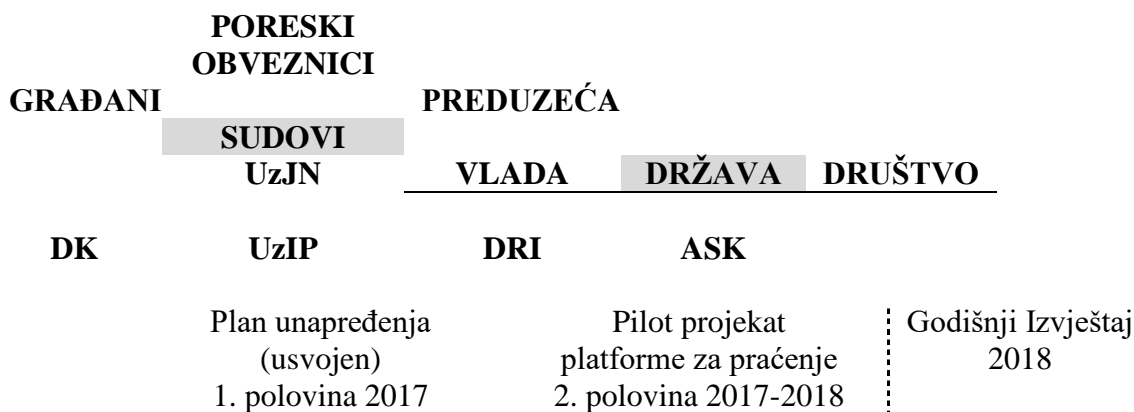 PORESKI
OBVEZNICI
GRAĐANI PREDUZEĆA
SUDOVI
UzJN VLADA DRŽAVA DRUŠTVO
DK UzIP DRI ASK
Plan unapređenja Pilot projekat Godišnji Izvještaj
(usvojen) platforme za praćenje 2018
1. polovina 2017 2. polovina 2017-2018